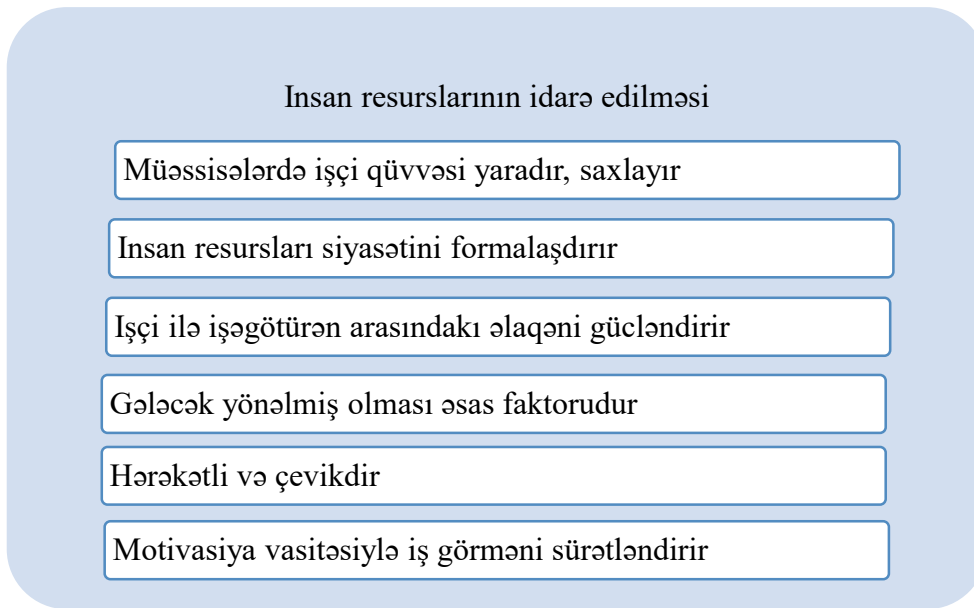 Insan resurslarının idarə edilməsi
Müəssisələrdə işçi qüvvəsi yaradır, saxlayır
Insan resursları siyasətini formalaşdırır
Işçi ilə işəgötürən arasındakı əlaqəni gücləndirir
Gələcək yönəlmiş olması əsas faktorudur
Hərəkətli və çevikdir
Motivasiya vasitəsiylə iş görməni sürətləndirir